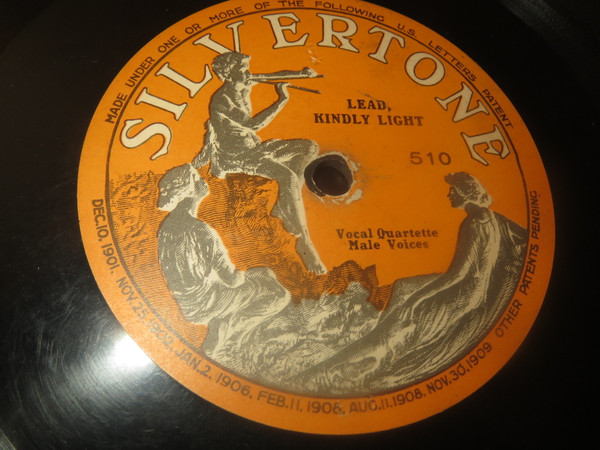 MADE UNDER ONE OR MORE OF THE FOLLOWING U.S. LETTERS PATENT
SILVERTONE
LEAD,
KINDLY LIGHT
510
Vocal Quartette
Male Voices
DEC.10,1901. NOV.25,1902. JAN.2, 1906. FEB.11, 1908. AUG.11.1908. NOV.30.1909 OTHER PATENTS PENDING